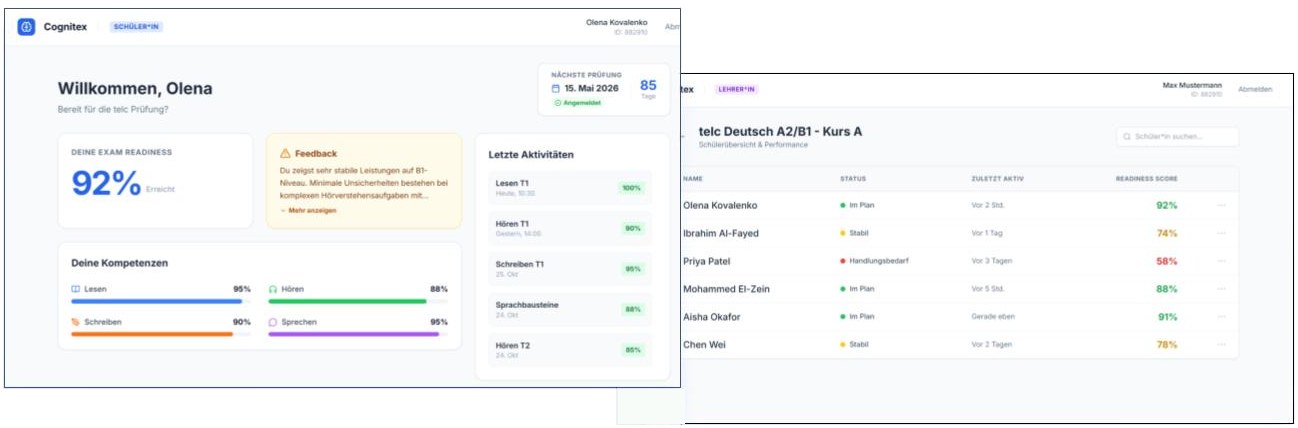 Cognitex SCHÜLER*IN
Olena Kovalenko
ID: 882910
Abm
Willkommen, Olena
Bereit für die telc Prüfung?
NÄCHSTE PRÜFUNG
15. Mai 2026
Angemeldet
85
Tage
DEINE EXAM READINESS
92% Erreicht
Feedback
Du zeigst sehr stabile Leistungen auf B1-
Niveau. Minimale Unsicherheiten bestehen bei
komplexen Hörverstehensaufgaben mit...
Mehr anzeigen
Deine Kompetenzen
Lesen 95%
Hören 88%
Schreiben 90%
Sprechen 95%
Letzte Aktivitäten
Lesen T1 100%
Heute, 10:30
Hören T1 90%
Gestern, 14:00
Schreiben T1 95%
25. Okt
Sprachbausteine 88%
24. Okt
Hören T2 85%
24. Okt
tex LEHRER*IN
Max Mustermann
ID: 882910
Abmelden
telc Deutsch A2/B1 - Kurs A
Schülerübersicht & Performance
Schüler*in suchen...
NAME STATUS ZULETZT AKTIV READINESS SCORE
Olena Kovalenko Im Plan Vor 2 Std. 92% ...
Ibrahim Al-Fayed Stabil Vor 1 Tag 74% ...
Priya Patel Handlungsbedarf Vor 3 Tagen 58% ...
Mohammed El-Zein Im Plan Vor 5 Std. 88% ...
Aisha Okafor Im Plan Gerade eben 91% ...
Chen Wei Stabil Vor 2 Tagen 78% ...